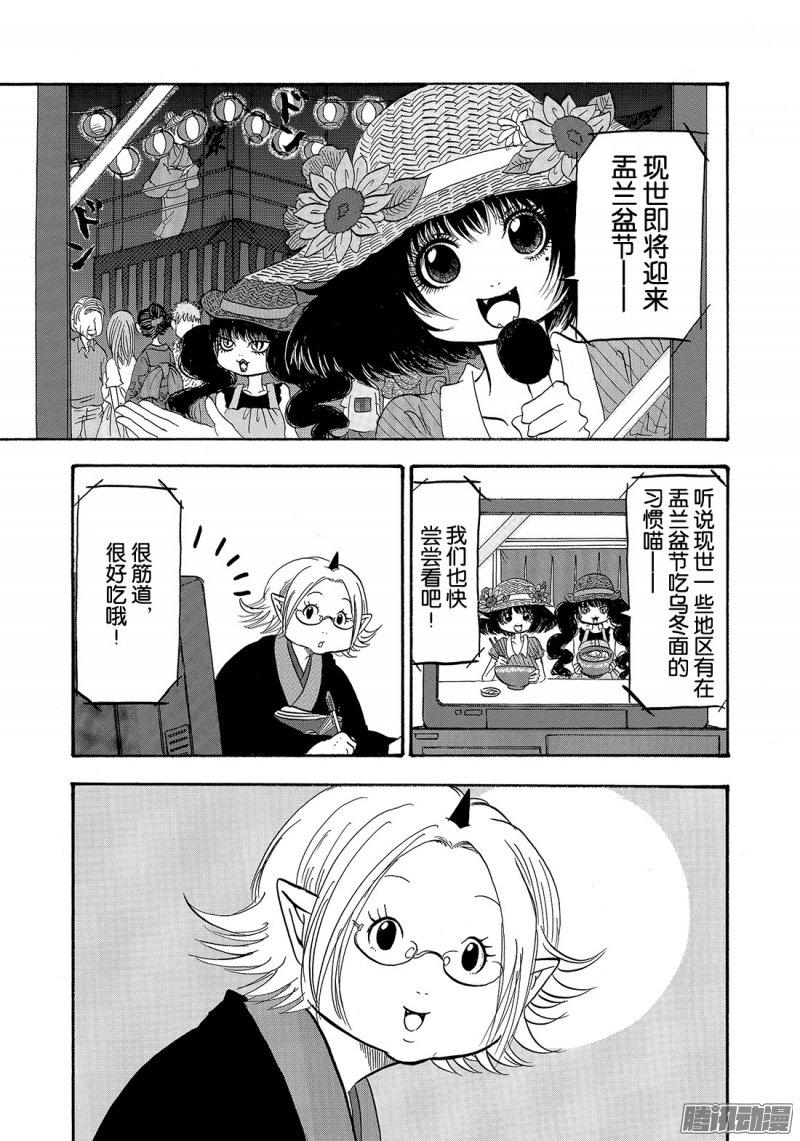 现世即将迎来
盂兰盆节——
ドン
ドン
听说现世一些地区有在
盂兰盆节吃乌冬面的
习惯喵——
我们也快
尝尝看吧！
很筋道，
很好吃哦！
腾讯动漫